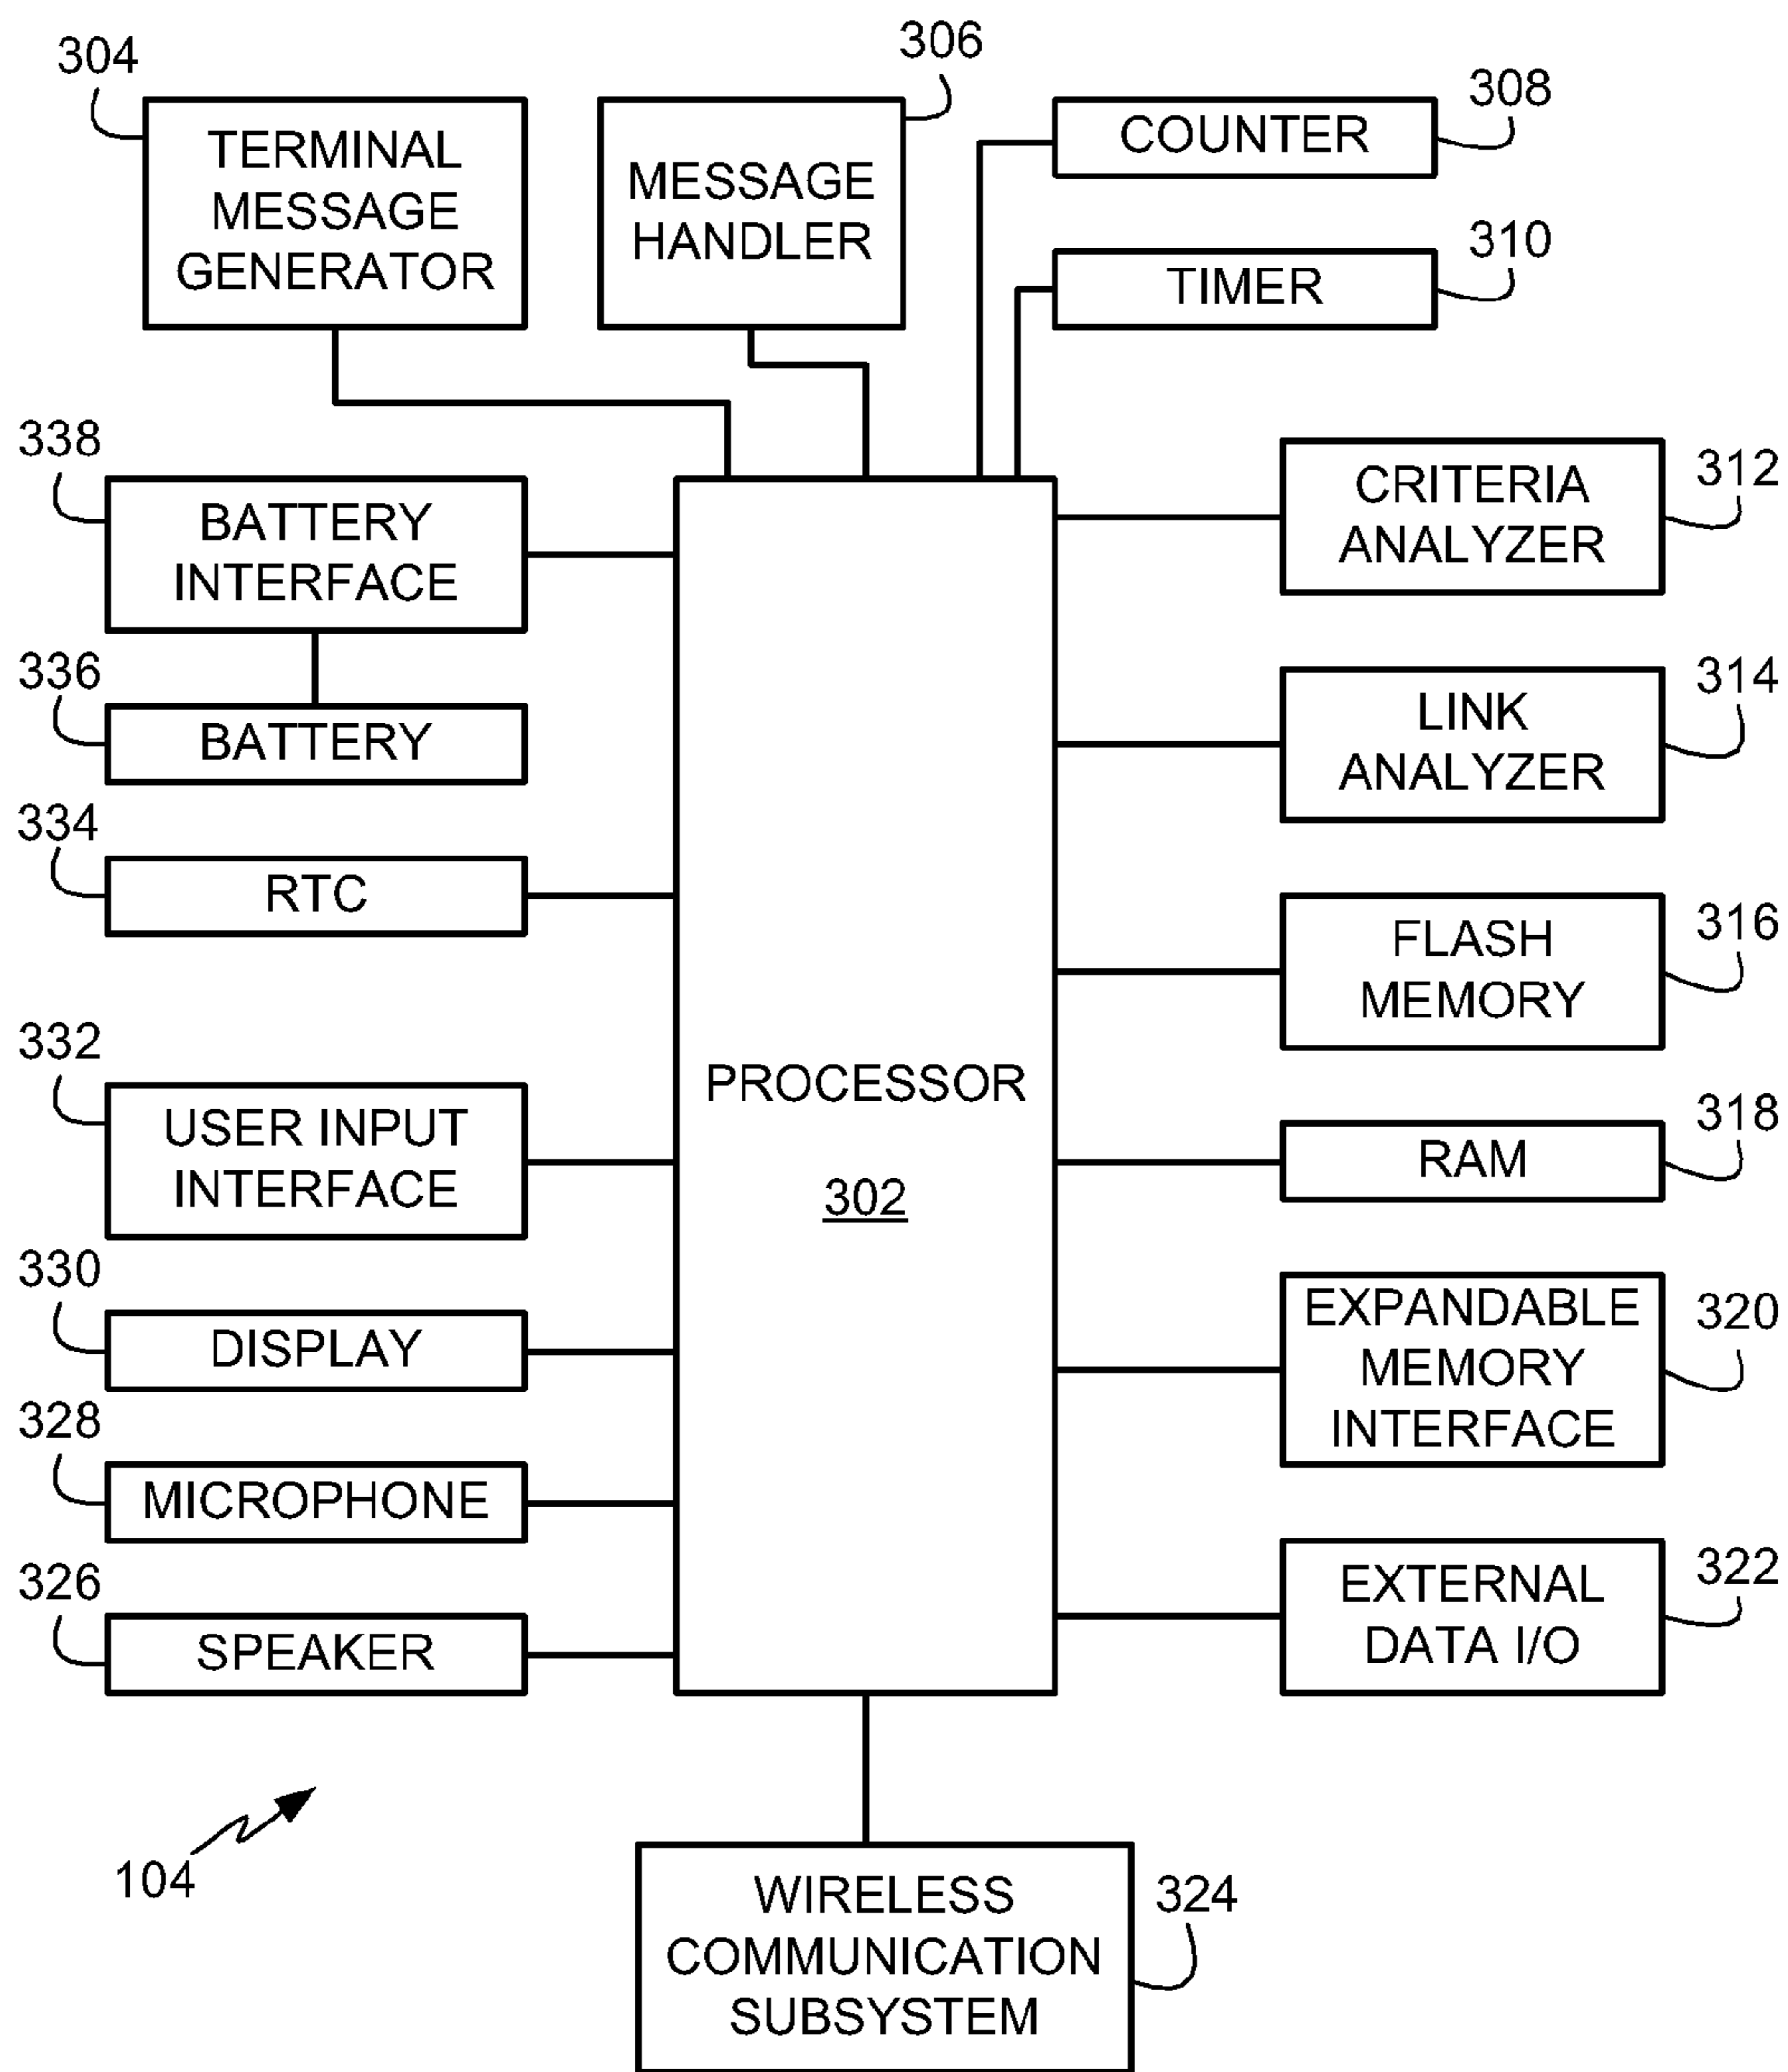 304
TERMINAL
MESSAGE
GENERATOR
306
MESSAGE
HANDLER
308
COUNTER
310
TIMER
338
BATTERY
INTERFACE
336
BATTERY
334
RTC
332
USER INPUT
INTERFACE
330
DISPLAY
328
MICROPHONE
326
SPEAKER
PROCESSOR
302
312
CRITERIA
ANALYZER
314
LINK
ANALYZER
316
FLASH
MEMORY
318
RAM
320
EXPANDABLE
MEMORY
INTERFACE
322
EXTERNAL
DATA I/O
104
324
WIRELESS
COMMUNICATION
SUBSYSTEM